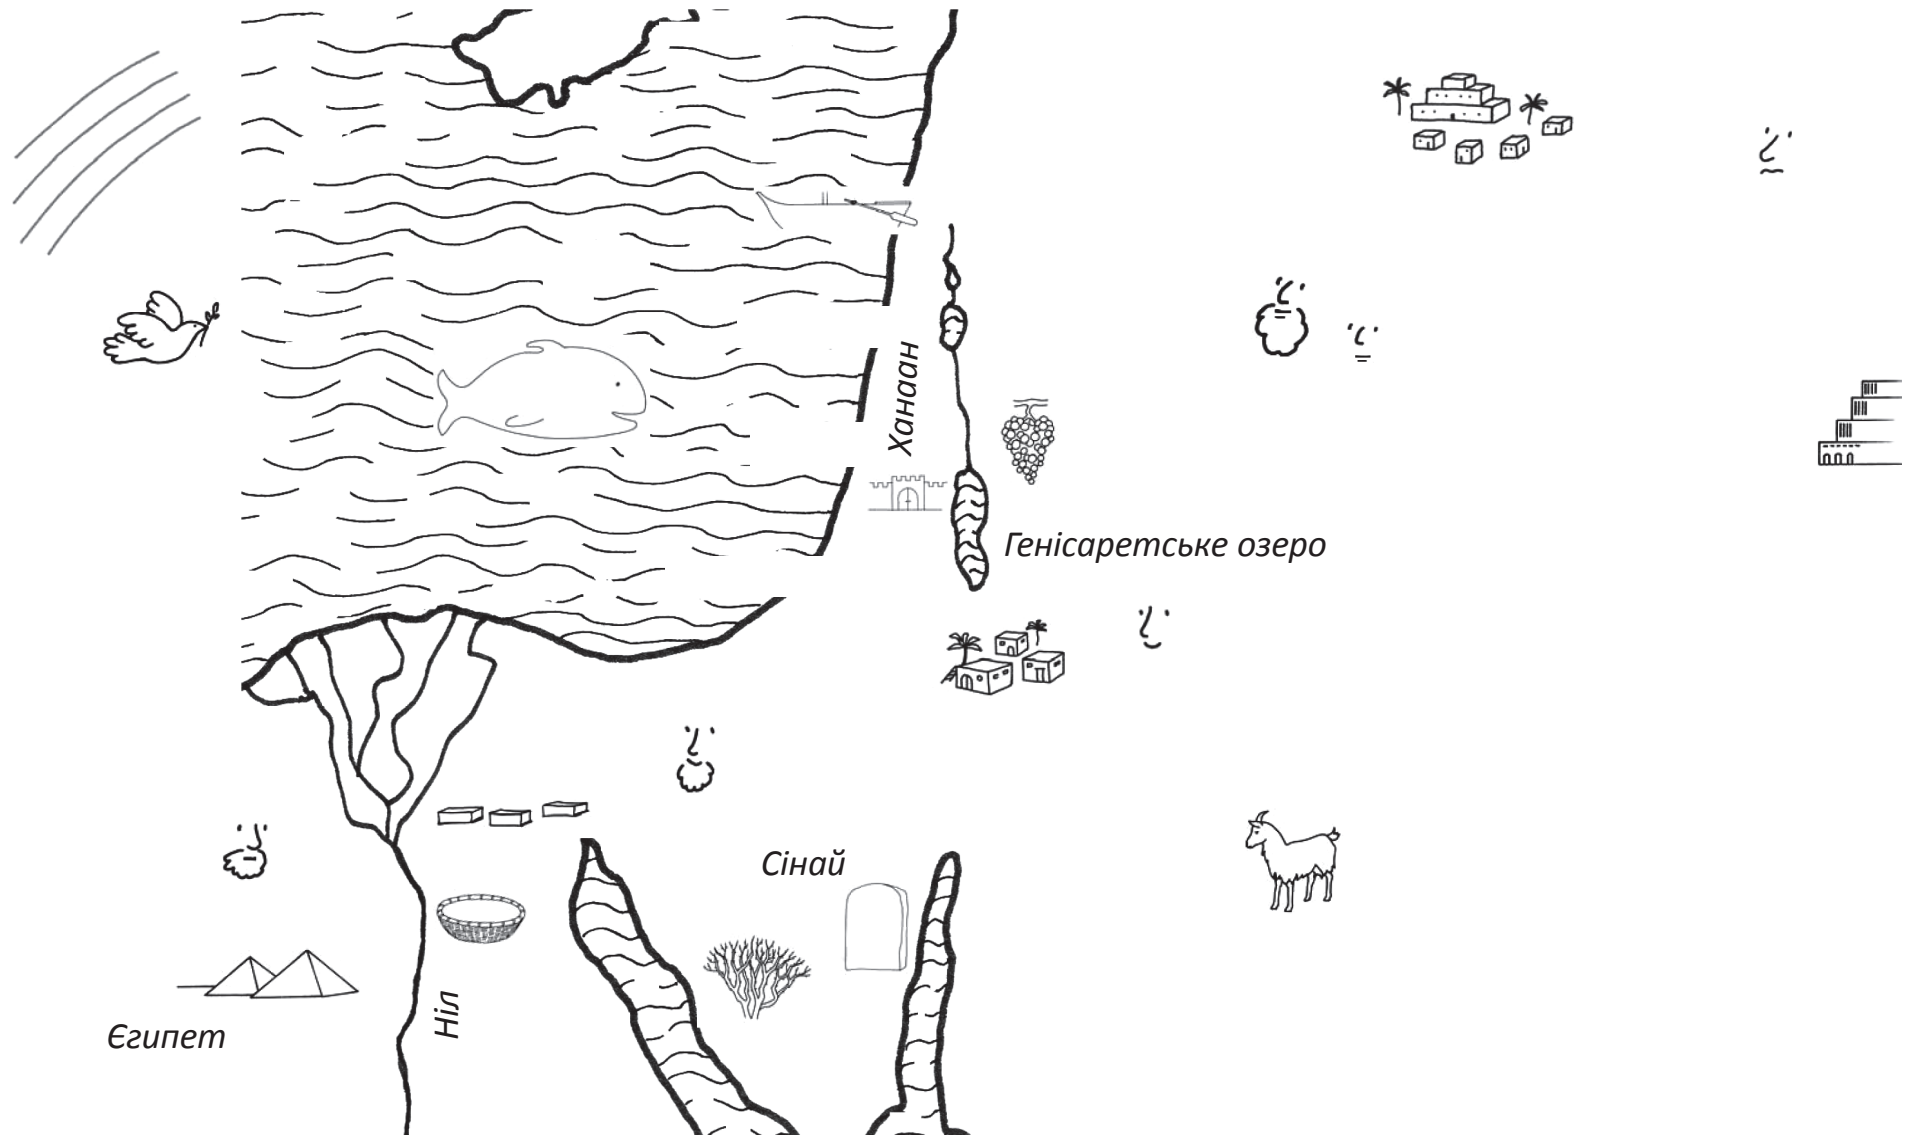 Ханаан
Генісаретське озеро
Сінай
Ніл
Єгипет